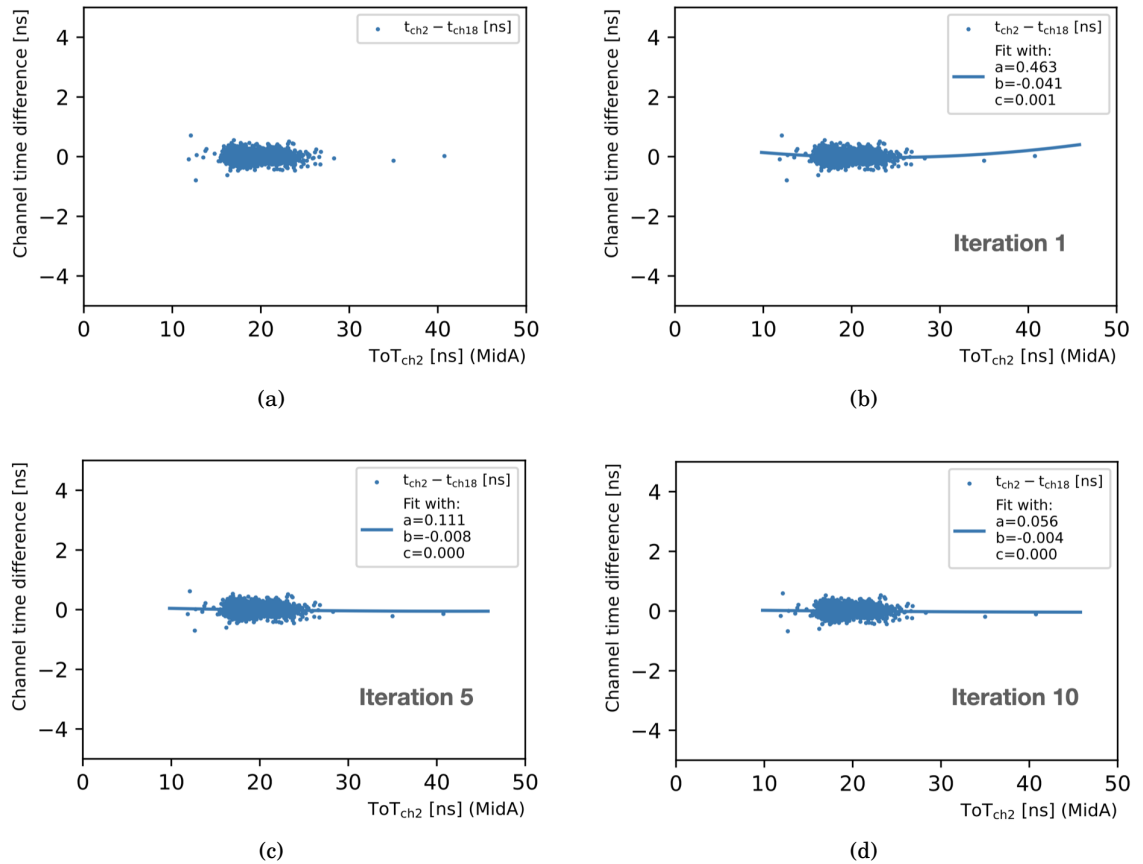 Channel time difference [ns]
4
2
0
−2
−4
t_ch2 − t_ch18 [ns]
0 10 20 30 40 50
ToT_ch2 [ns] (MidA)
(a)
Channel time difference [ns]
4
2
0
−2
−4
t_ch2 − t_ch18 [ns]
Fit with:
a=0.463
b=-0.041
c=0.001
Iteration 1
0 10 20 30 40 50
ToT_ch2 [ns] (MidA)
(b)
Channel time difference [ns]
4
2
0
−2
−4
t_ch2 − t_ch18 [ns]
Fit with:
a=0.111
b=-0.008
c=0.000
Iteration 5
0 10 20 30 40 50
ToT_ch2 [ns] (MidA)
(c)
Channel time difference [ns]
4
2
0
−2
−4
t_ch2 − t_ch18 [ns]
Fit with:
a=0.056
b=-0.004
c=0.000
Iteration 10
0 10 20 30 40 50
ToT_ch2 [ns] (MidA)
(d)